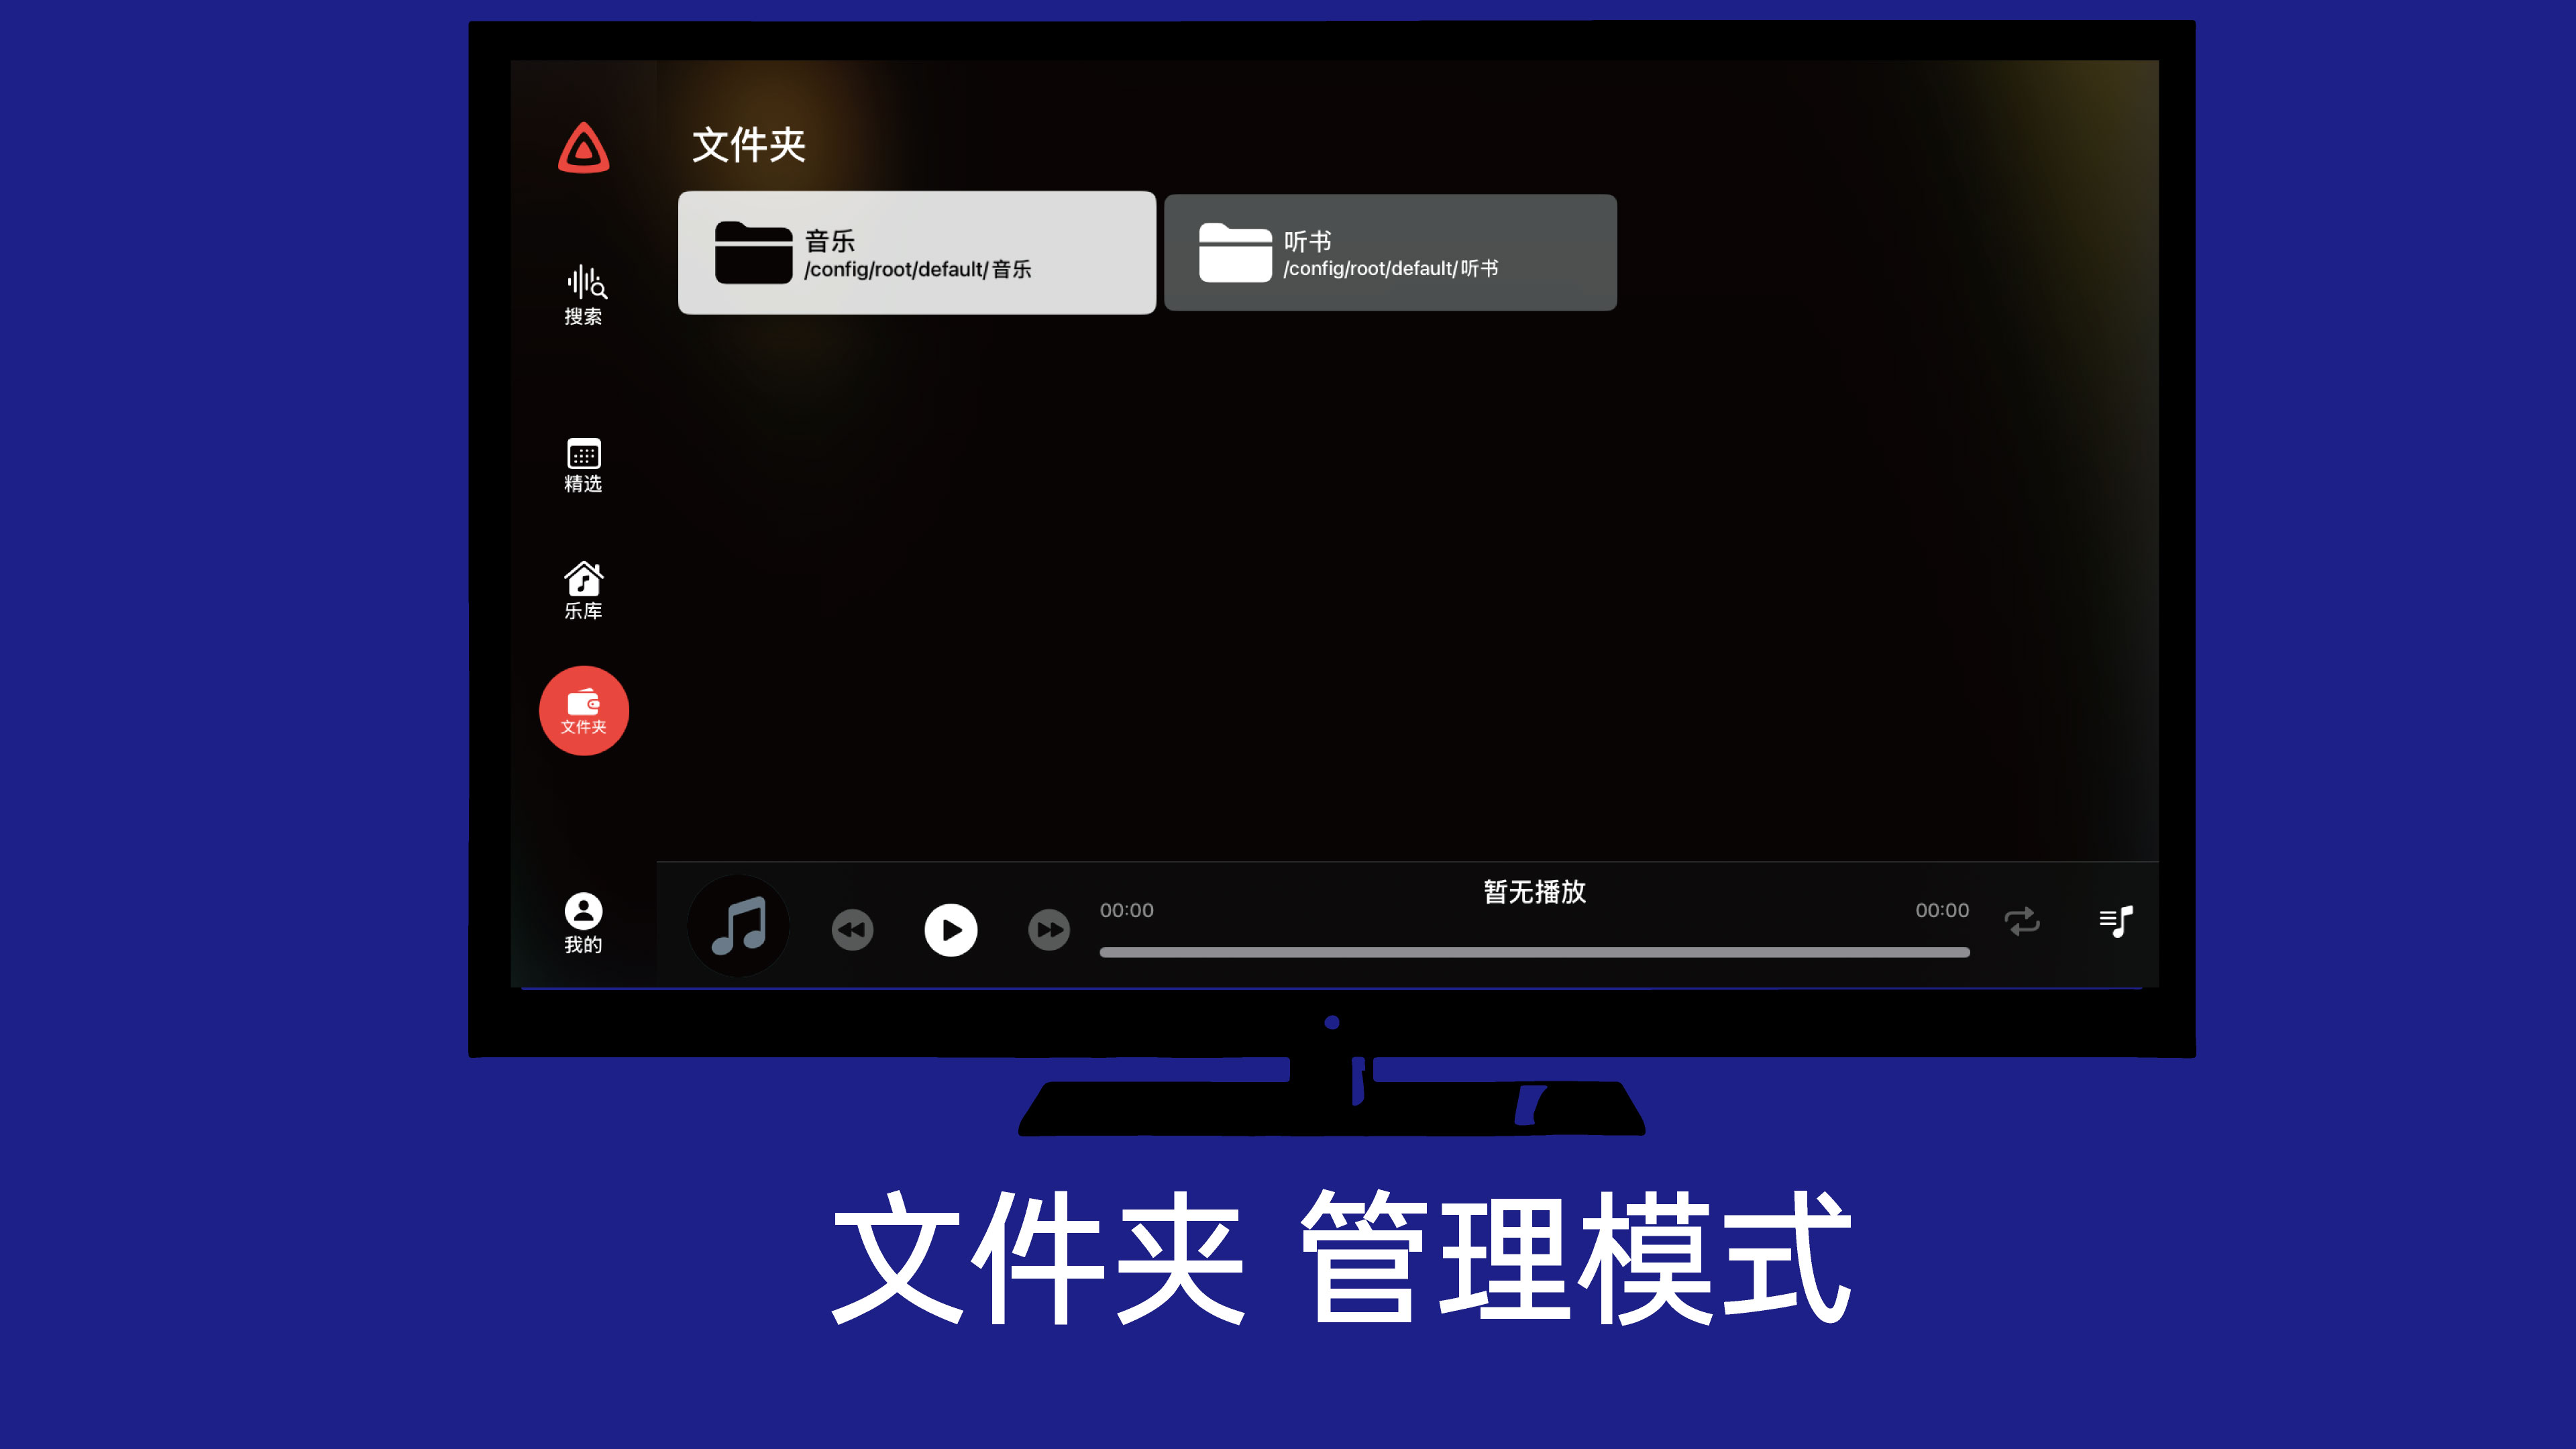 文件夹
音乐
/config/root/default/音乐
听书
/config/root/default/听书
搜索
精选
乐库
文件夹
我的
暂无播放
00:00
00:00
文件夹 管理模式